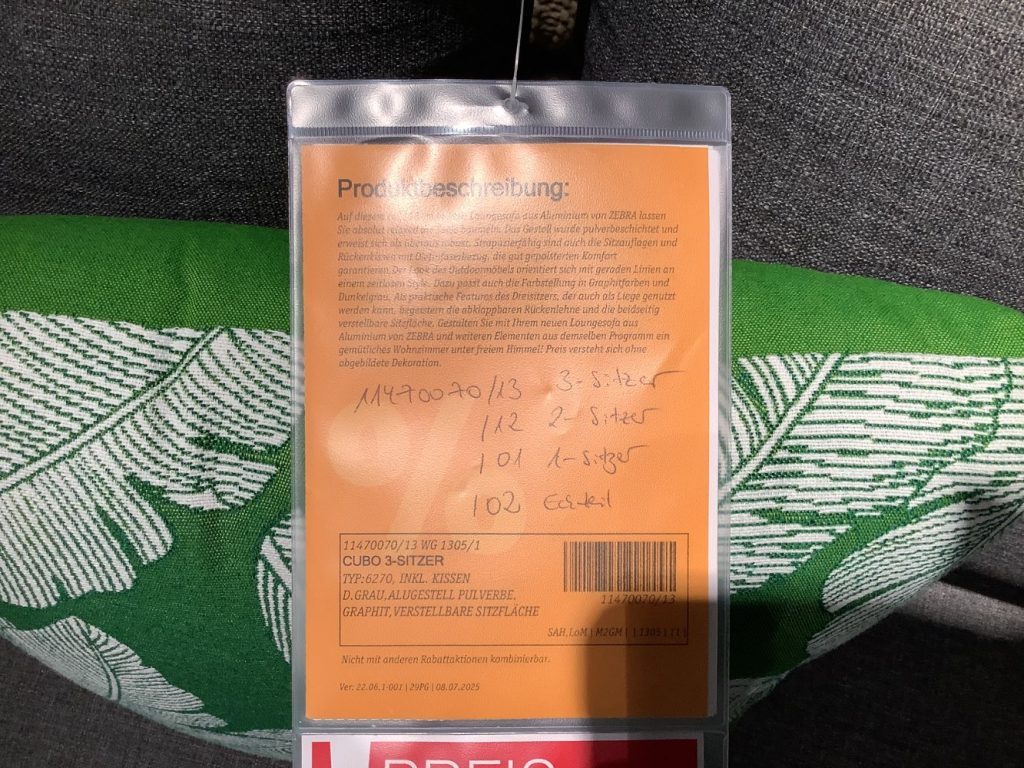 Produktbeschreibung:
Auf diesem Loungesofa aus Aluminium von ZEBRA lassen
Sie absolut relaxed die Seele baumeln. Das Gestell wurde pulverbeschichtet und
erweist sich als überaus robust. Strapazierfähig sind auch die Sitzauflagen und
Rückenkissen mit Olefinfaserbezug, die gut gepolsterten Komfort
garantieren. Der Look des Outdoormöbels orientiert sich mit geraden Linien an
einem zeitlosen Style. Dazu passt auch die Farbstellung in Graphitfarben und
Dunkelgrau. Als praktische Features des Dreisitzers, der auch als Liege genutzt
werden kann, begeistern die abklappbaren Rückenlehne und die beidseitig
verstellbare Sitzfläche. Gestalten Sie mit Ihrem neuen Loungesofa aus
Aluminium von ZEBRA und weiteren Elementen aus demselben Programm ein
gemütliches Wohnzimmer unter freiem Himmel! Preis versteht sich ohne
abgebildete Dekoration.
11470070/13 3-Sitzer
/12 2-Sitzer
/01 1-Sitzer
/02 Eckteil
11470070/13 WG 1305/1
CUBO 3-SITZER
TYP:6270, INKL. KISSEN
D.GRAU,ALUGESTELL PULVERBE,
GRAPHIT,VERSTELLBARE SITZFLÄCHE
11470070/13
SAH,LoM | M2GM | | 1305 | 1 |
Nicht mit anderen Rabattaktionen kombinierbar.
Ver: 22.06.1-001 | 29PG | 08.07.2025
PREIS